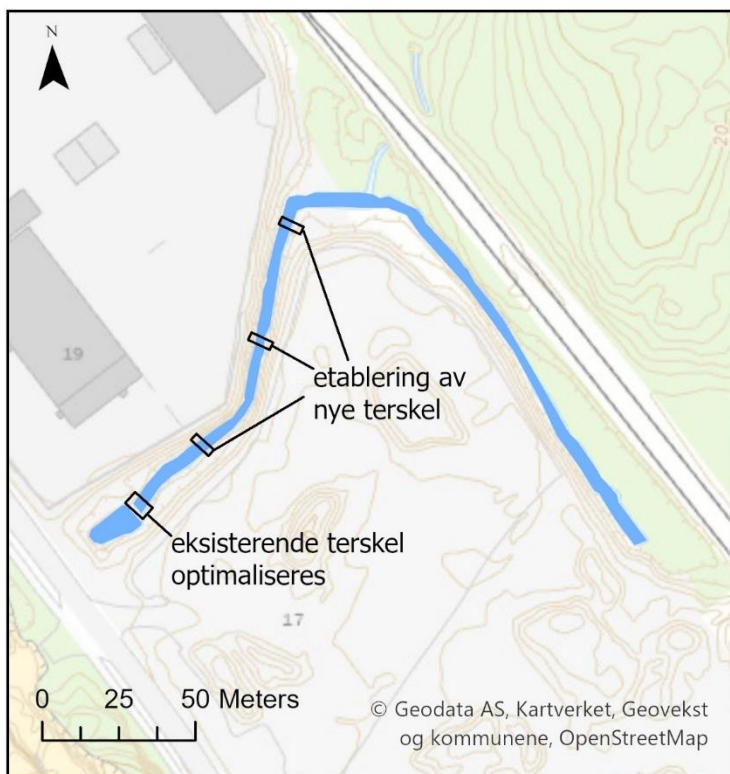 N
20
19
etablering av
nye terskel
eksisterende terskel
optimaliseres
17
0 25 50 Meters
© Geodata AS, Kartverket, Geovekst
og kommunene, OpenStreetMap